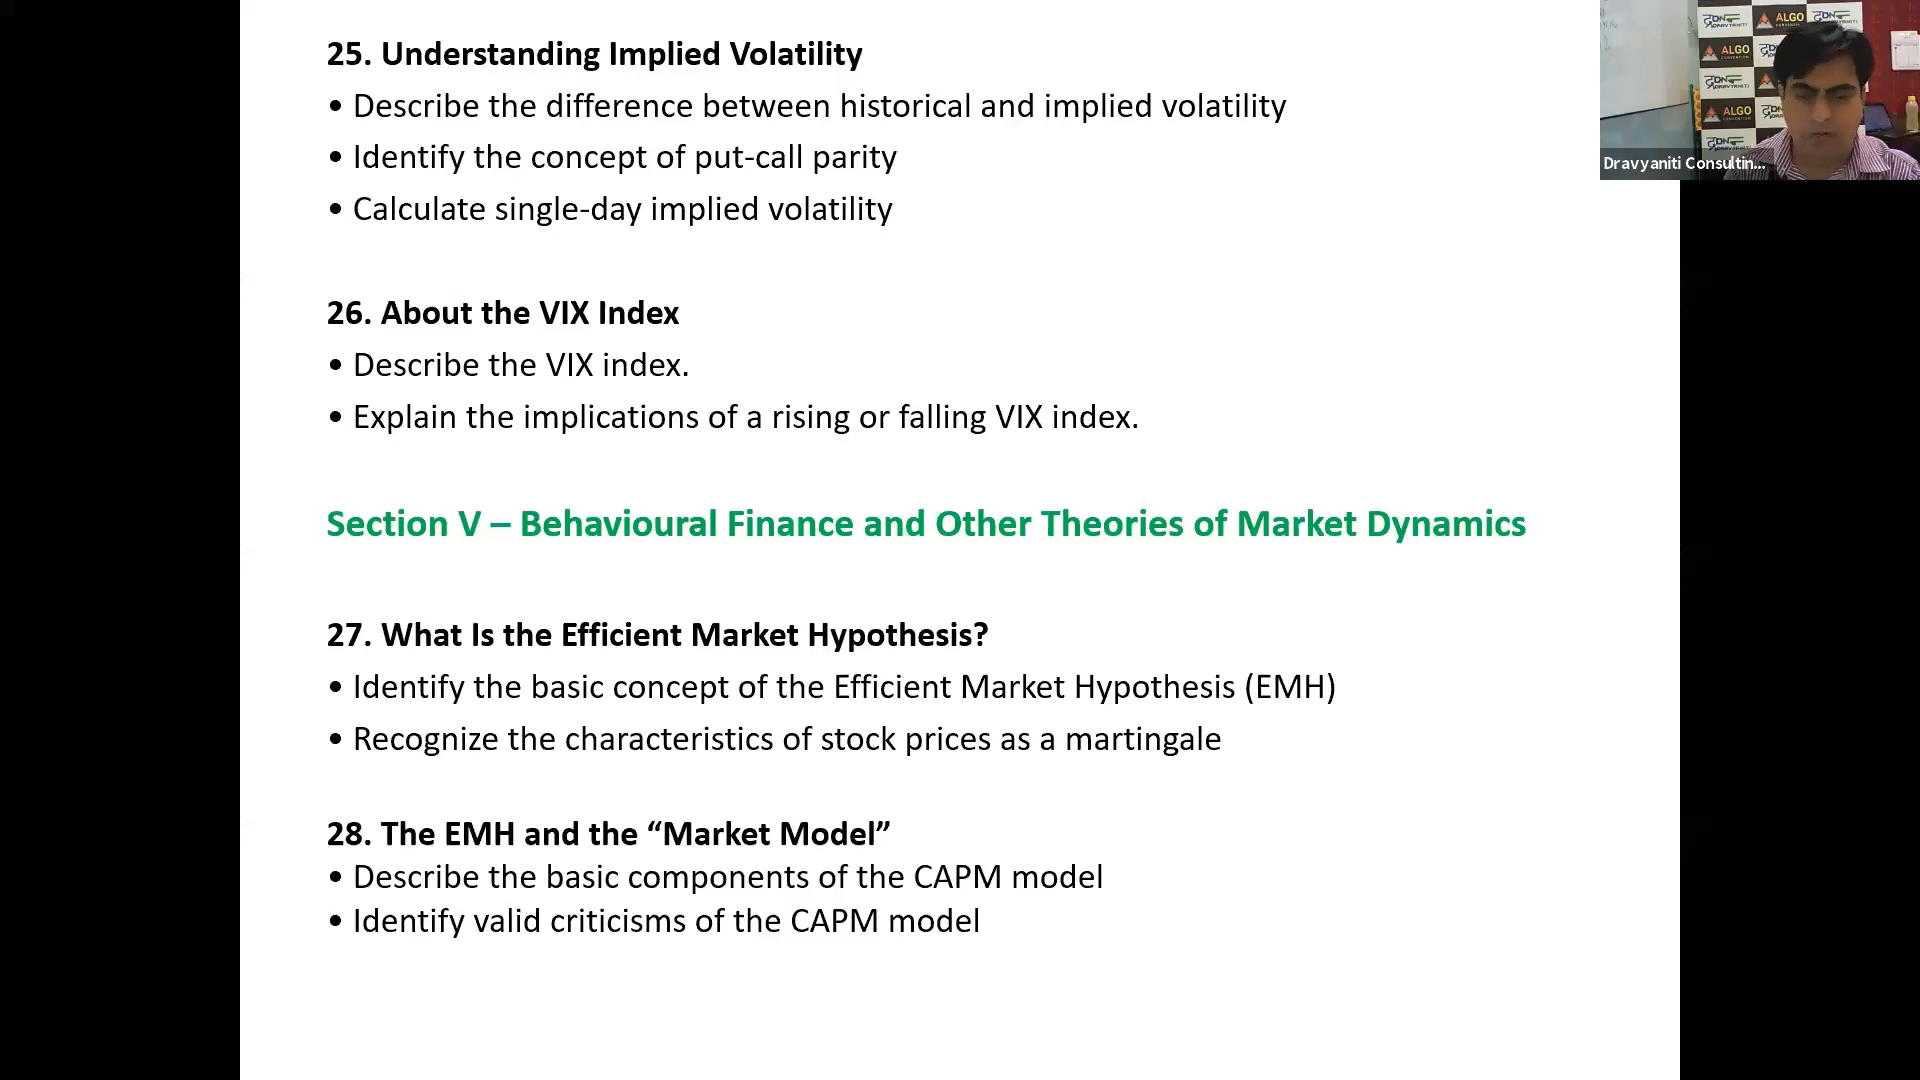 25. Understanding Implied Volatility
• Describe the difference between historical and implied volatility
• Identify the concept of put-call parity
• Calculate single-day implied volatility
26. About the VIX Index
• Describe the VIX index.
• Explain the implications of a rising or falling VIX index.
Section V – Behavioural Finance and Other Theories of Market Dynamics
27. What Is the Efficient Market Hypothesis?
• Identify the basic concept of the Efficient Market Hypothesis (EMH)
• Recognize the characteristics of stock prices as a martingale
28. The EMH and the “Market Model”
• Describe the basic components of the CAPM model
• Identify valid criticisms of the CAPM model
ALGO
ALGO
ALGO
Dravyaniti Consultin...